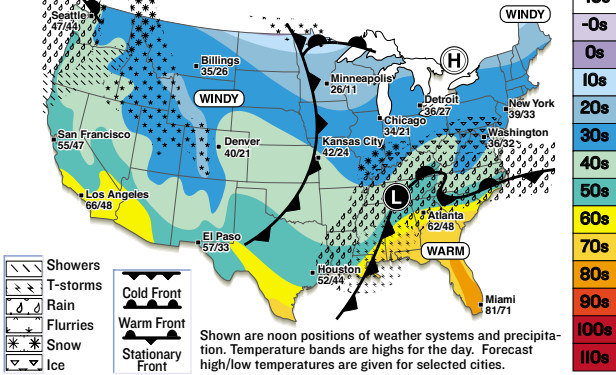 WINDY
Seattle
47/44
H
Billings
35/26
Minneapolis
26/11
WINDY
Detroit
36/27
New York
39/33
Chicago
34/21
San Francisco
55/47
Denver
40/21
Kansas City
42/24
Washington
36/32
Los Angeles
66/48
L
Atlanta
62/48
El Paso
57/33
WARM
Houston
52/44
Miami
81/71
Showers
T-storms
Rain
Flurries
Snow
Ice
Cold Front
Warm Front
Stationary
Front
Shown are noon positions of weather systems and precipita-
tion. Temperature bands are highs for the day. Forecast
high/low temperatures are given for selected cities.
-0s
0s
10s
20s
30s
40s
50s
60s
70s
80s
90s
100s
110s